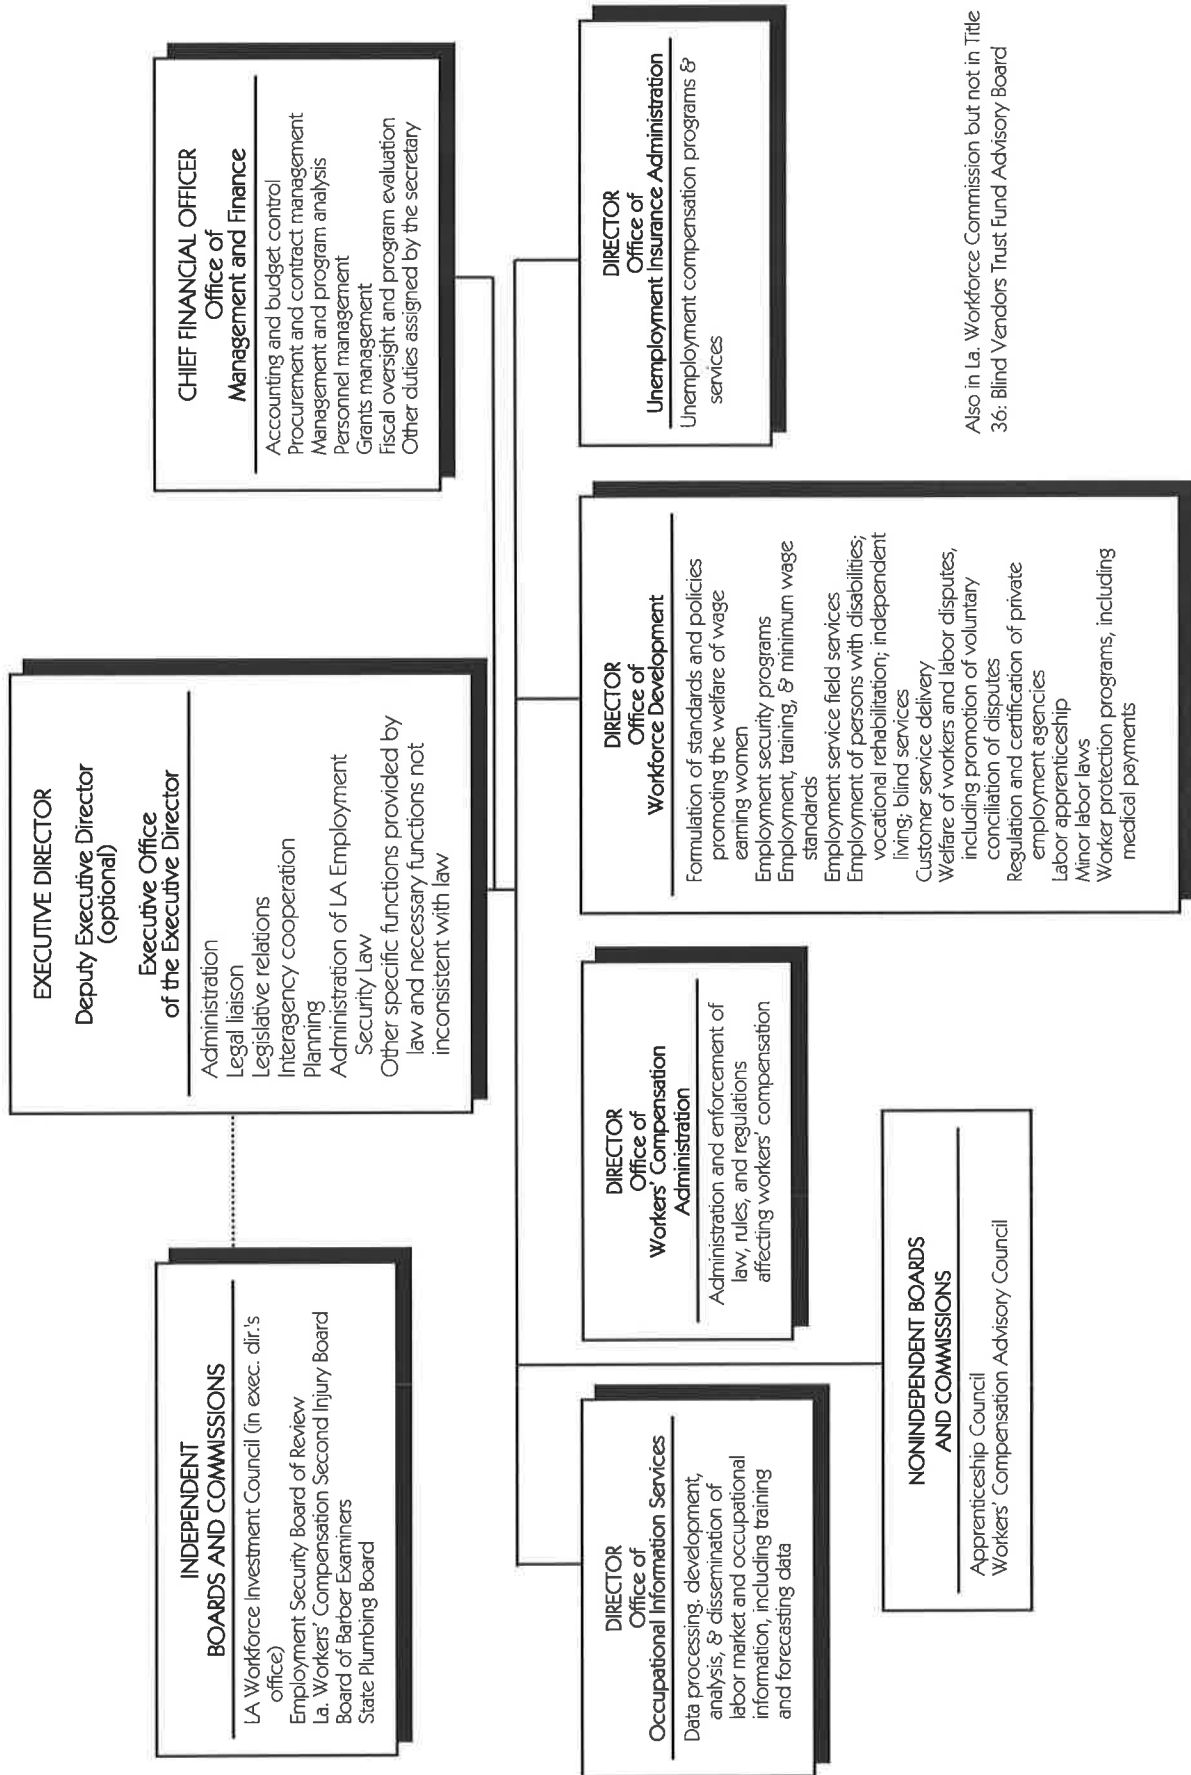 EXECUTIVE DIRECTOR
Deputy Executive Director
(optional)
Executive Office
of the Executive Director
Administration
Legal liaison
Legislative relations
Interagency cooperation
Planning
Administration of LA Employment
Security Law
Other specific functions provided by
law and necessary functions not
inconsistent with law
INDEPENDENT
BOARDS AND COMMISSIONS
LA Workforce Investment Council (in exec. dir.'s
office)
Employment Security Board of Review
La. Workers' Compensation Second Injury Board
Board of Barber Examiners
State Plumbing Board
CHIEF FINANCIAL OFFICER
Office of
Management and Finance
Accounting and budget control
Procurement and contract management
Management and program analysis
Personnel management
Grants management
Fiscal oversight and program evaluation
Other duties assigned by the secretary
DIRECTOR
Office of
Occupational Information Services
Data processing. development,
analysis, & dissemination of
labor market and occupational
information, including training
and forecasting data
DIRECTOR
Office of
Workers' Compensation
Administration
Administration and enforcement of
law, rules, and regulations
affecting workers' compensation
DIRECTOR
Office of
Workforce Development
Formulation of standards and policies
promoting the welfare of wage
earning women
Employment security programs
Employment, training, & minimum wage
standards
Employment service field services
Employment of persons with disabilities;
vocational rehabilitation; independent
living; blind services
Customer service delivery
Welfare of workers and labor disputes,
including promotion of voluntary
conciliation of disputes
Regulation and certification of private
employment agencies
Labor apprenticeship
Minor labor laws
Worker protection programs, including
medical payments
DIRECTOR
Office of
Unemployment Insurance Administration
Unemployment compensation programs &
services
NONINDEPENDENT BOARDS
AND COMMISSIONS
Apprenticeship Council
Workers' Compensation Advisory Council
Also in La. Workforce Commission but not in Title
36: Blind Vendors Trust Fund Advisory Board